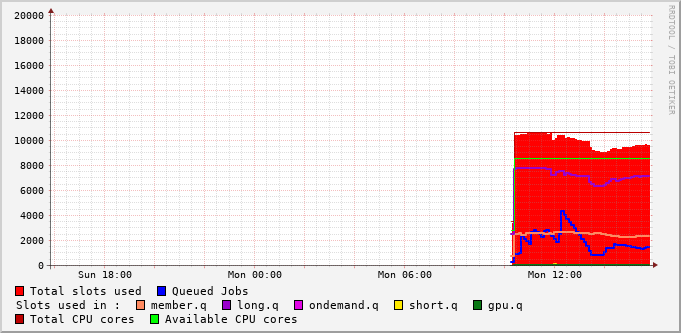 20000
18000
16000
14000
12000
10000
8000
6000
4000
2000
0
Sun 18:00 Mon 00:00 Mon 06:00 Mon 12:00
RRDTOOL / TOBI OETIKER
Total slots used Queued Jobs
Slots used in : member.q long.q ondemand.q short.q gpu.q
Total CPU cores Available CPU cores